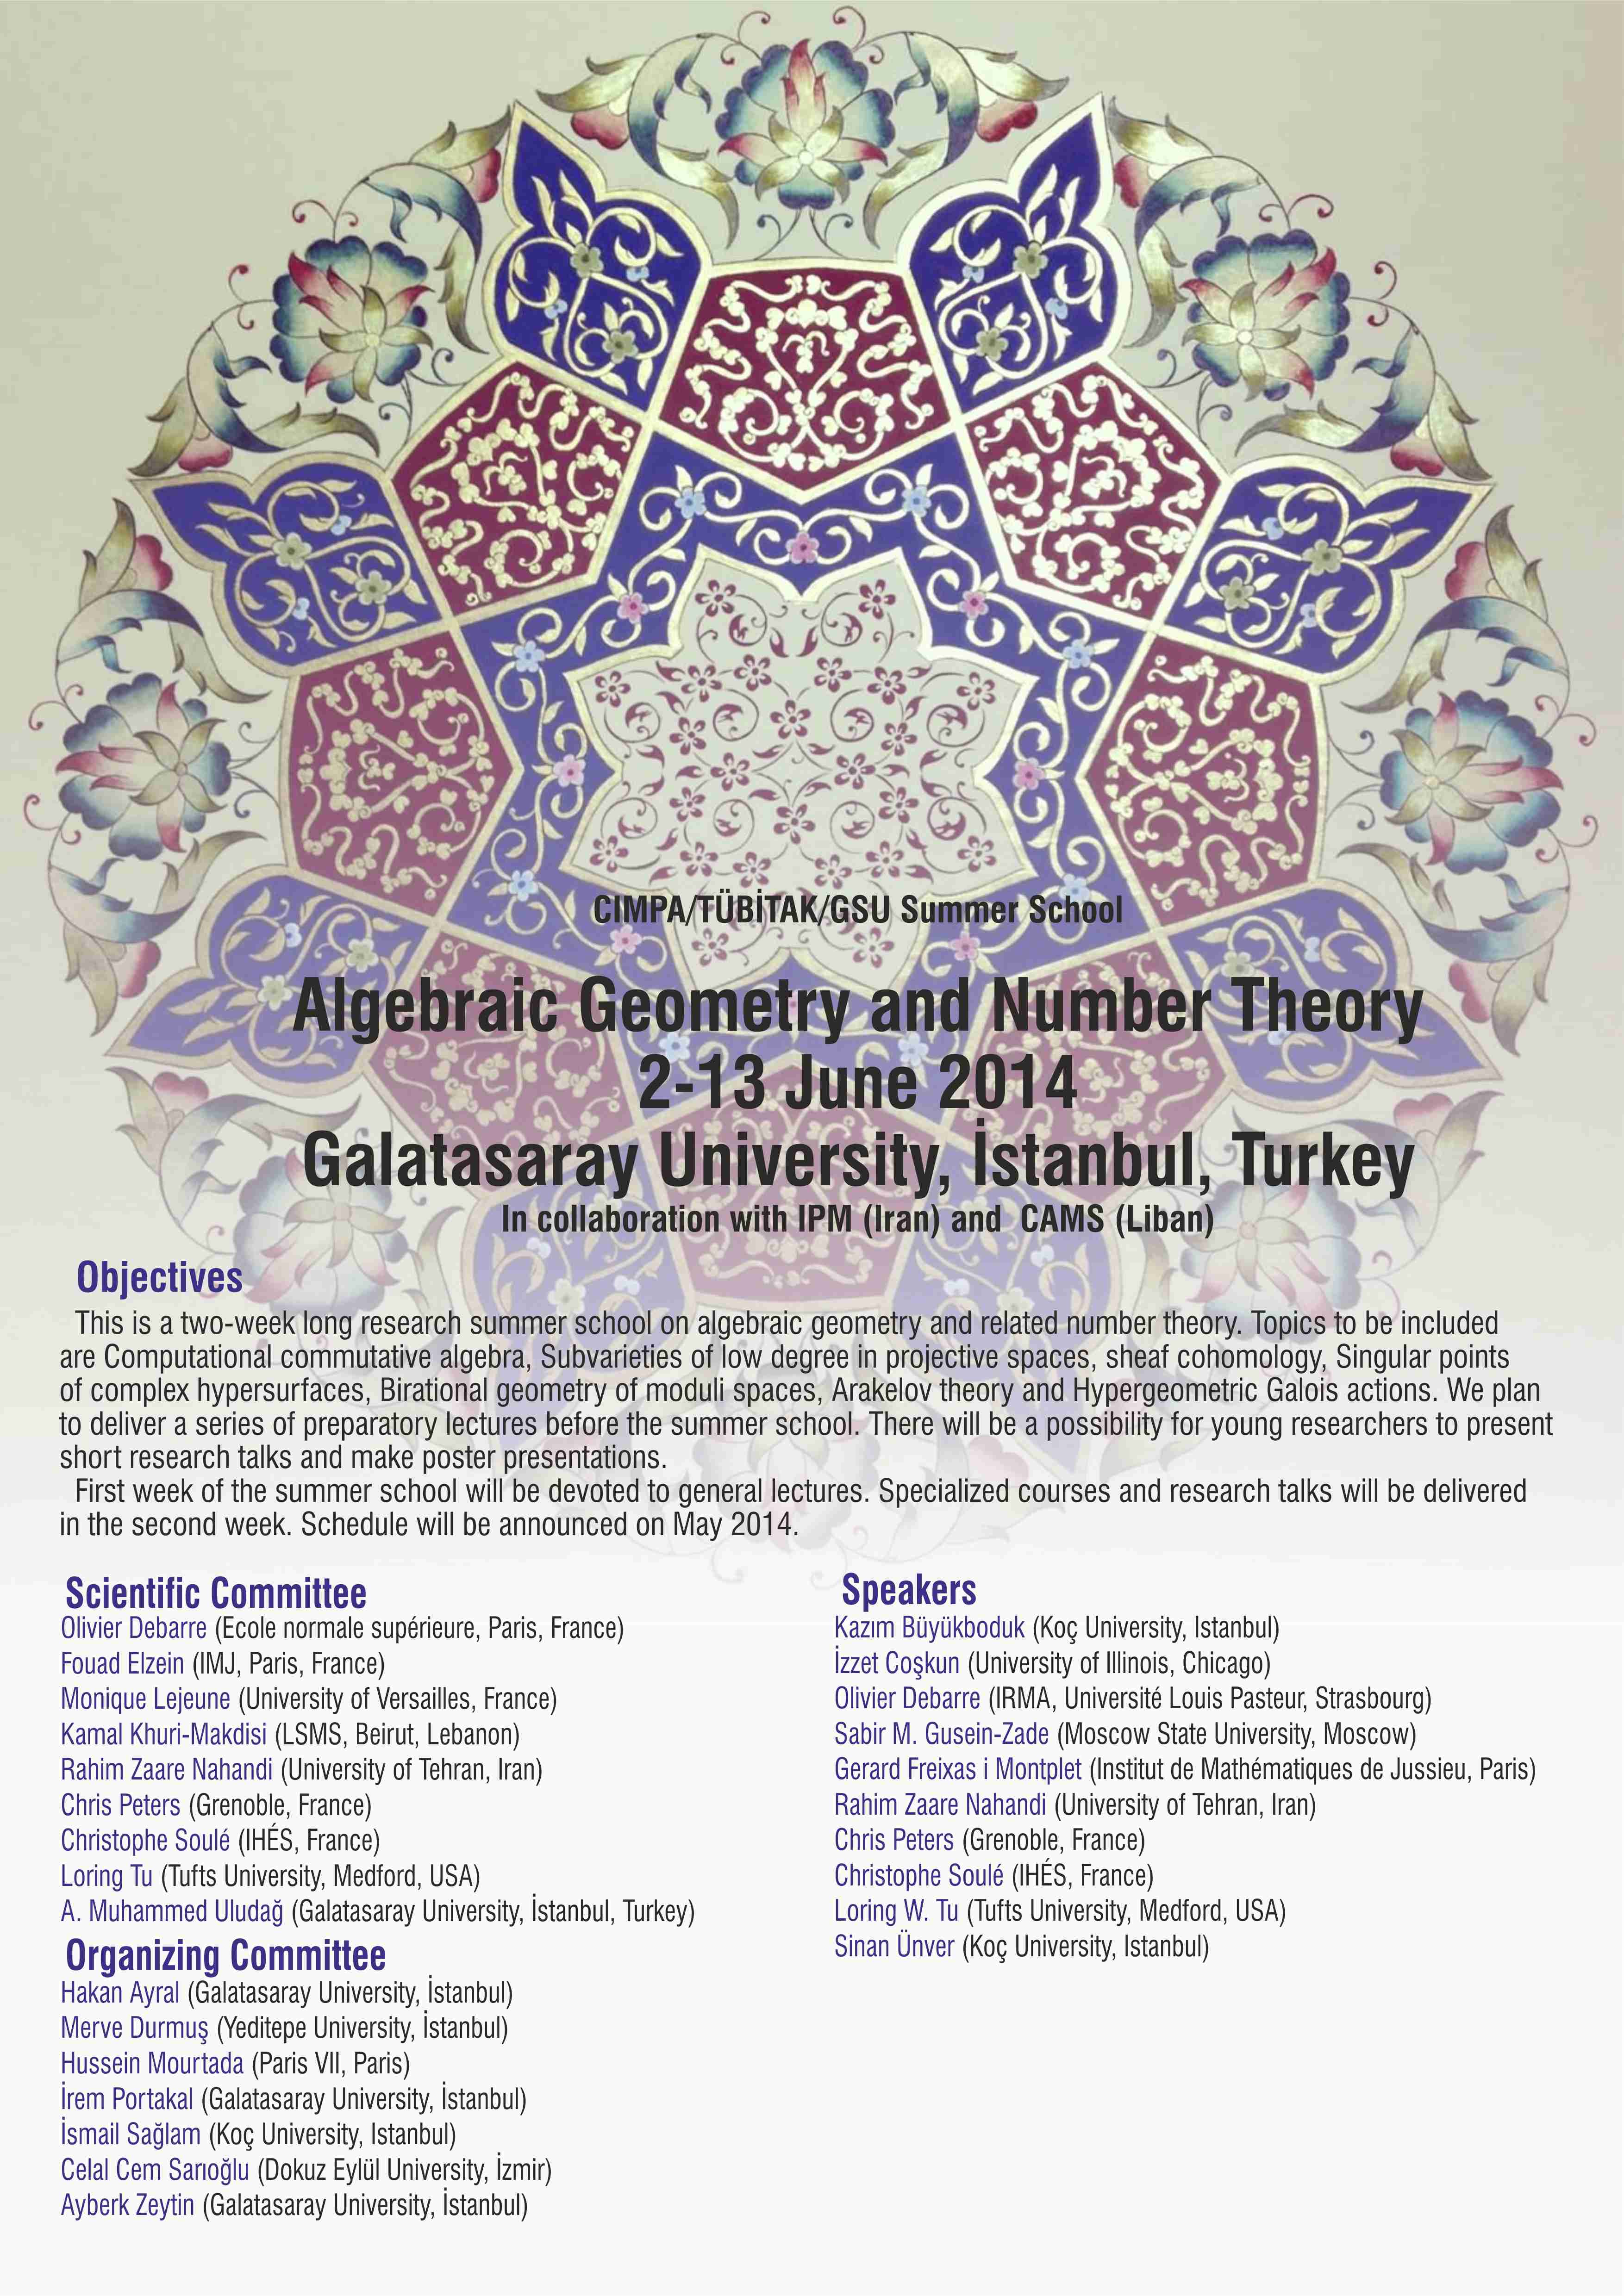 CIMPA/TÜBİTAK/GSU Summer School
Algebraic Geometry and Number Theory
2-13 June 2014
Galatasaray University, İstanbul, Turkey
In collaboration with IPM (Iran) and CAMS (Liban)
Objectives
This is a two-week long research summer school on algebraic geometry and related number theory. Topics to be included
are Computational commutative algebra, Subvarieties of low degree in projective spaces, sheaf cohomology, Singular points
of complex hypersurfaces, Birational geometry of moduli spaces, Arakelov theory and Hypergeometric Galois actions. We plan
to deliver a series of preparatory lectures before the summer school. There will be a possibility for young researchers to present
short research talks and make poster presentations.
First week of the summer school will be devoted to general lectures. Specialized courses and research talks will be delivered
in the second week. Schedule will be announced on May 2014.
Scientific Committee
Olivier Debarre (Ecole normale supérieure, Paris, France)
Fouad Elzein (IMJ, Paris, France)
Monique Lejeune (University of Versailles, France)
Kamal Khuri-Makdisi (LSMS, Beirut, Lebanon)
Rahim Zaare Nahandi (University of Tehran, Iran)
Chris Peters (Grenoble, France)
Christophe Soulé (IHÉS, France)
Loring Tu (Tufts University, Medford, USA)
A. Muhammed Uludağ (Galatasaray University, İstanbul, Turkey)
Organizing Committee
Hakan Ayral (Galatasaray University, İstanbul)
Merve Durmuş (Yeditepe University, İstanbul)
Hussein Mourtada (Paris VII, Paris)
İrem Portakal (Galatasaray University, İstanbul)
İsmail Sağlam (Koç University, Istanbul)
Celal Cem Sarıoğlu (Dokuz Eylül University, İzmir)
Ayberk Zeytin (Galatasaray University, İstanbul)
Speakers
Kazım Büyükboduk (Koç University, Istanbul)
İzzet Coşkun (University of Illinois, Chicago)
Olivier Debarre (IRMA, Université Louis Pasteur, Strasbourg)
Sabir M. Gusein-Zade (Moscow State University, Moscow)
Gerard Freixas i Montplet (Institut de Mathématiques de Jussieu, Paris)
Rahim Zaare Nahandi (University of Tehran, Iran)
Chris Peters (Grenoble, France)
Christophe Soulé (IHÉS, France)
Loring W. Tu (Tufts University, Medford, USA)
Sinan Ünver (Koç University, Istanbul)